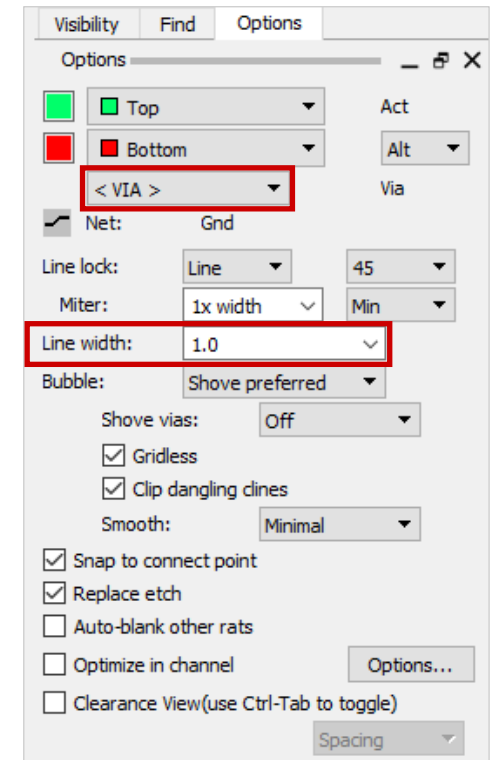 Visibility Find Options
Options
Top Act
Bottom Alt
< VIA > Via
Net: Gnd
Line lock: Line 45
Miter: 1x width Min
Line width: 1.0
Bubble: Shove preferred
Shove vias: Off
Gridless
Clip dangling clines
Smooth: Minimal
Snap to connect point
Replace etch
Auto-blank other rats
Optimize in channel Options...
Clearance View(use Ctrl-Tab to toggle)
Spacing